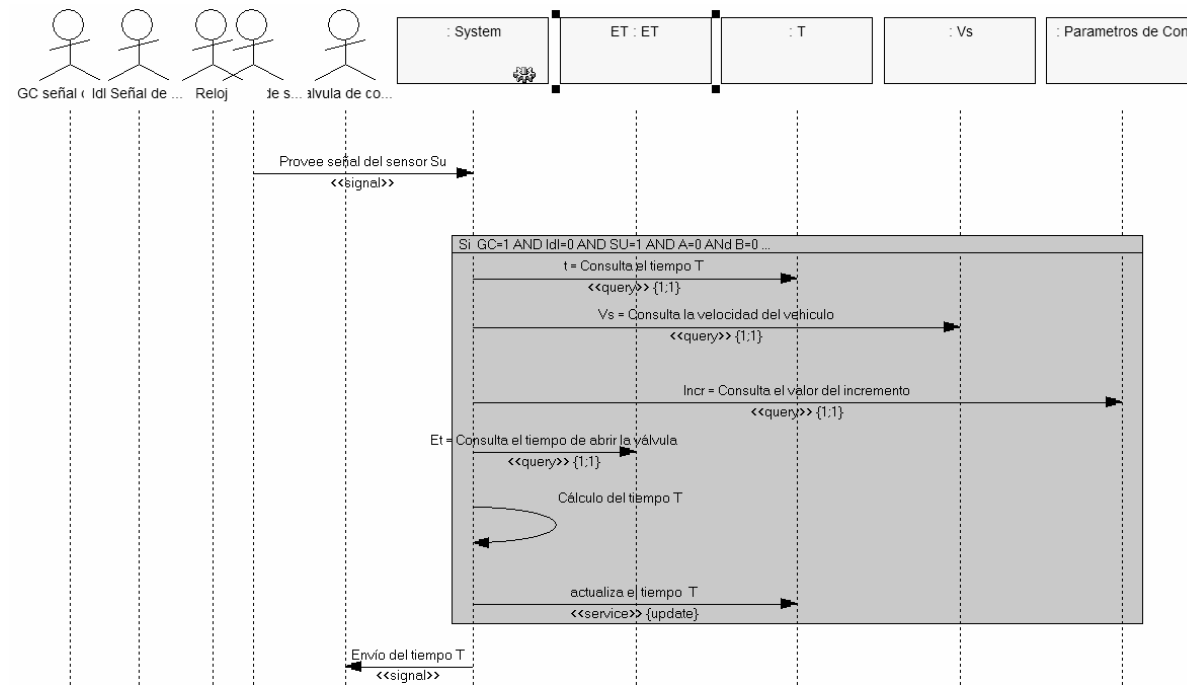 : System
ET : ET
: T
: Vs
: Parametros de Con
GC señal
Idl Señal de ...
Reloj
de s...
lvula de co...
Provee señal del sensor Su
<<signal>>
Si GC=1 AND Idl=0 AND SU=1 AND A=0 ANd B=0 ...
t = Consulta el tiempo T
<<query>> {1;1}
Vs = Consulta la velocidad del vehiculo
<<query>> {1;1}
Incr = Consulta el valor del incremento
<<query>> {1;1}
Et = Consulta el tiempo de abrir la válvula
<<query>> {1;1}
Cálculo del tiempo T
actualiza el tiempo T
<<service>> {update}
Envío del tiempo T
<<signal>>